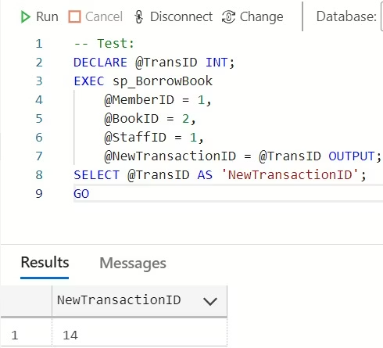 Run Cancel Disconnect Change Database:
1 -- Test:
2 DECLARE @TransID INT;
3 EXEC sp_BorrowBook
4 @MemberID = 1,
5 @BookID = 2,
6 @StaffID = 1,
7 @NewTransactionID = @TransID OUTPUT;
8 SELECT @TransID AS 'NewTransactionID';
9 GO
Results Messages
NewTransactionID
1 14